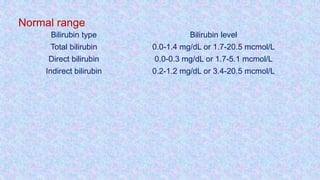 Normal range
Bilirubin type Bilirubin level
Total bilirubin 0.0-1.4 mg/dL or 1.7-20.5 mcmol/L
Direct bilirubin 0.0-0.3 mg/dL or 1.7-5.1 mcmol/L
Indirect bilirubin 0.2-1.2 mg/dL or 3.4-20.5 mcmol/L